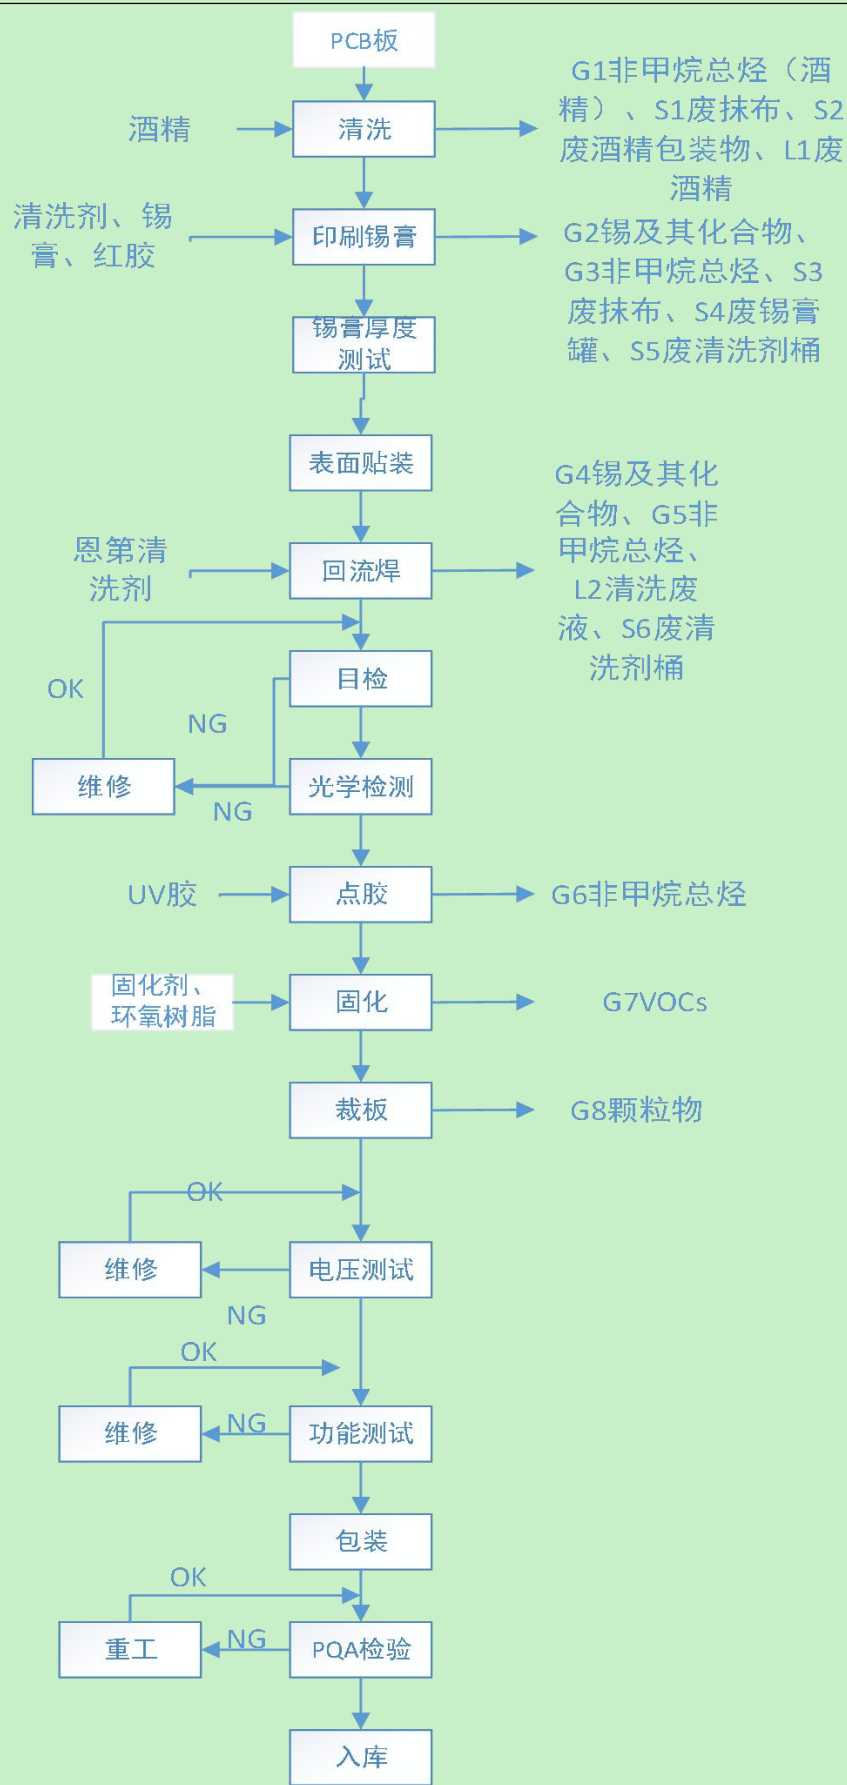 PCB板
酒精
清洗
G1非甲烷总烃（酒
精）、S1废抹布、S2
废酒精包装物、L1废
酒精
清洗剂、锡
膏、红胶
印刷锡膏
G2锡及其化合物、
G3非甲烷总烃、S3
废抹布、S4废锡膏
罐、S5废清洗剂桶
锡膏厚度
测试
表面贴装
恩第清
洗剂
回流焊
G4锡及其化
合物、G5非
甲烷总烃、
L2清洗废
液、S6废清
洗剂桶
目检
OK
NG
维修
光学检测
NG
UV胶
点胶
G6非甲烷总烃
固化剂、
环氧树脂
固化
G7VOCs
裁板
G8颗粒物
OK
维修
电压测试
NG
OK
维修
NG
功能测试
包装
OK
重工
NG
PQA检验
入库